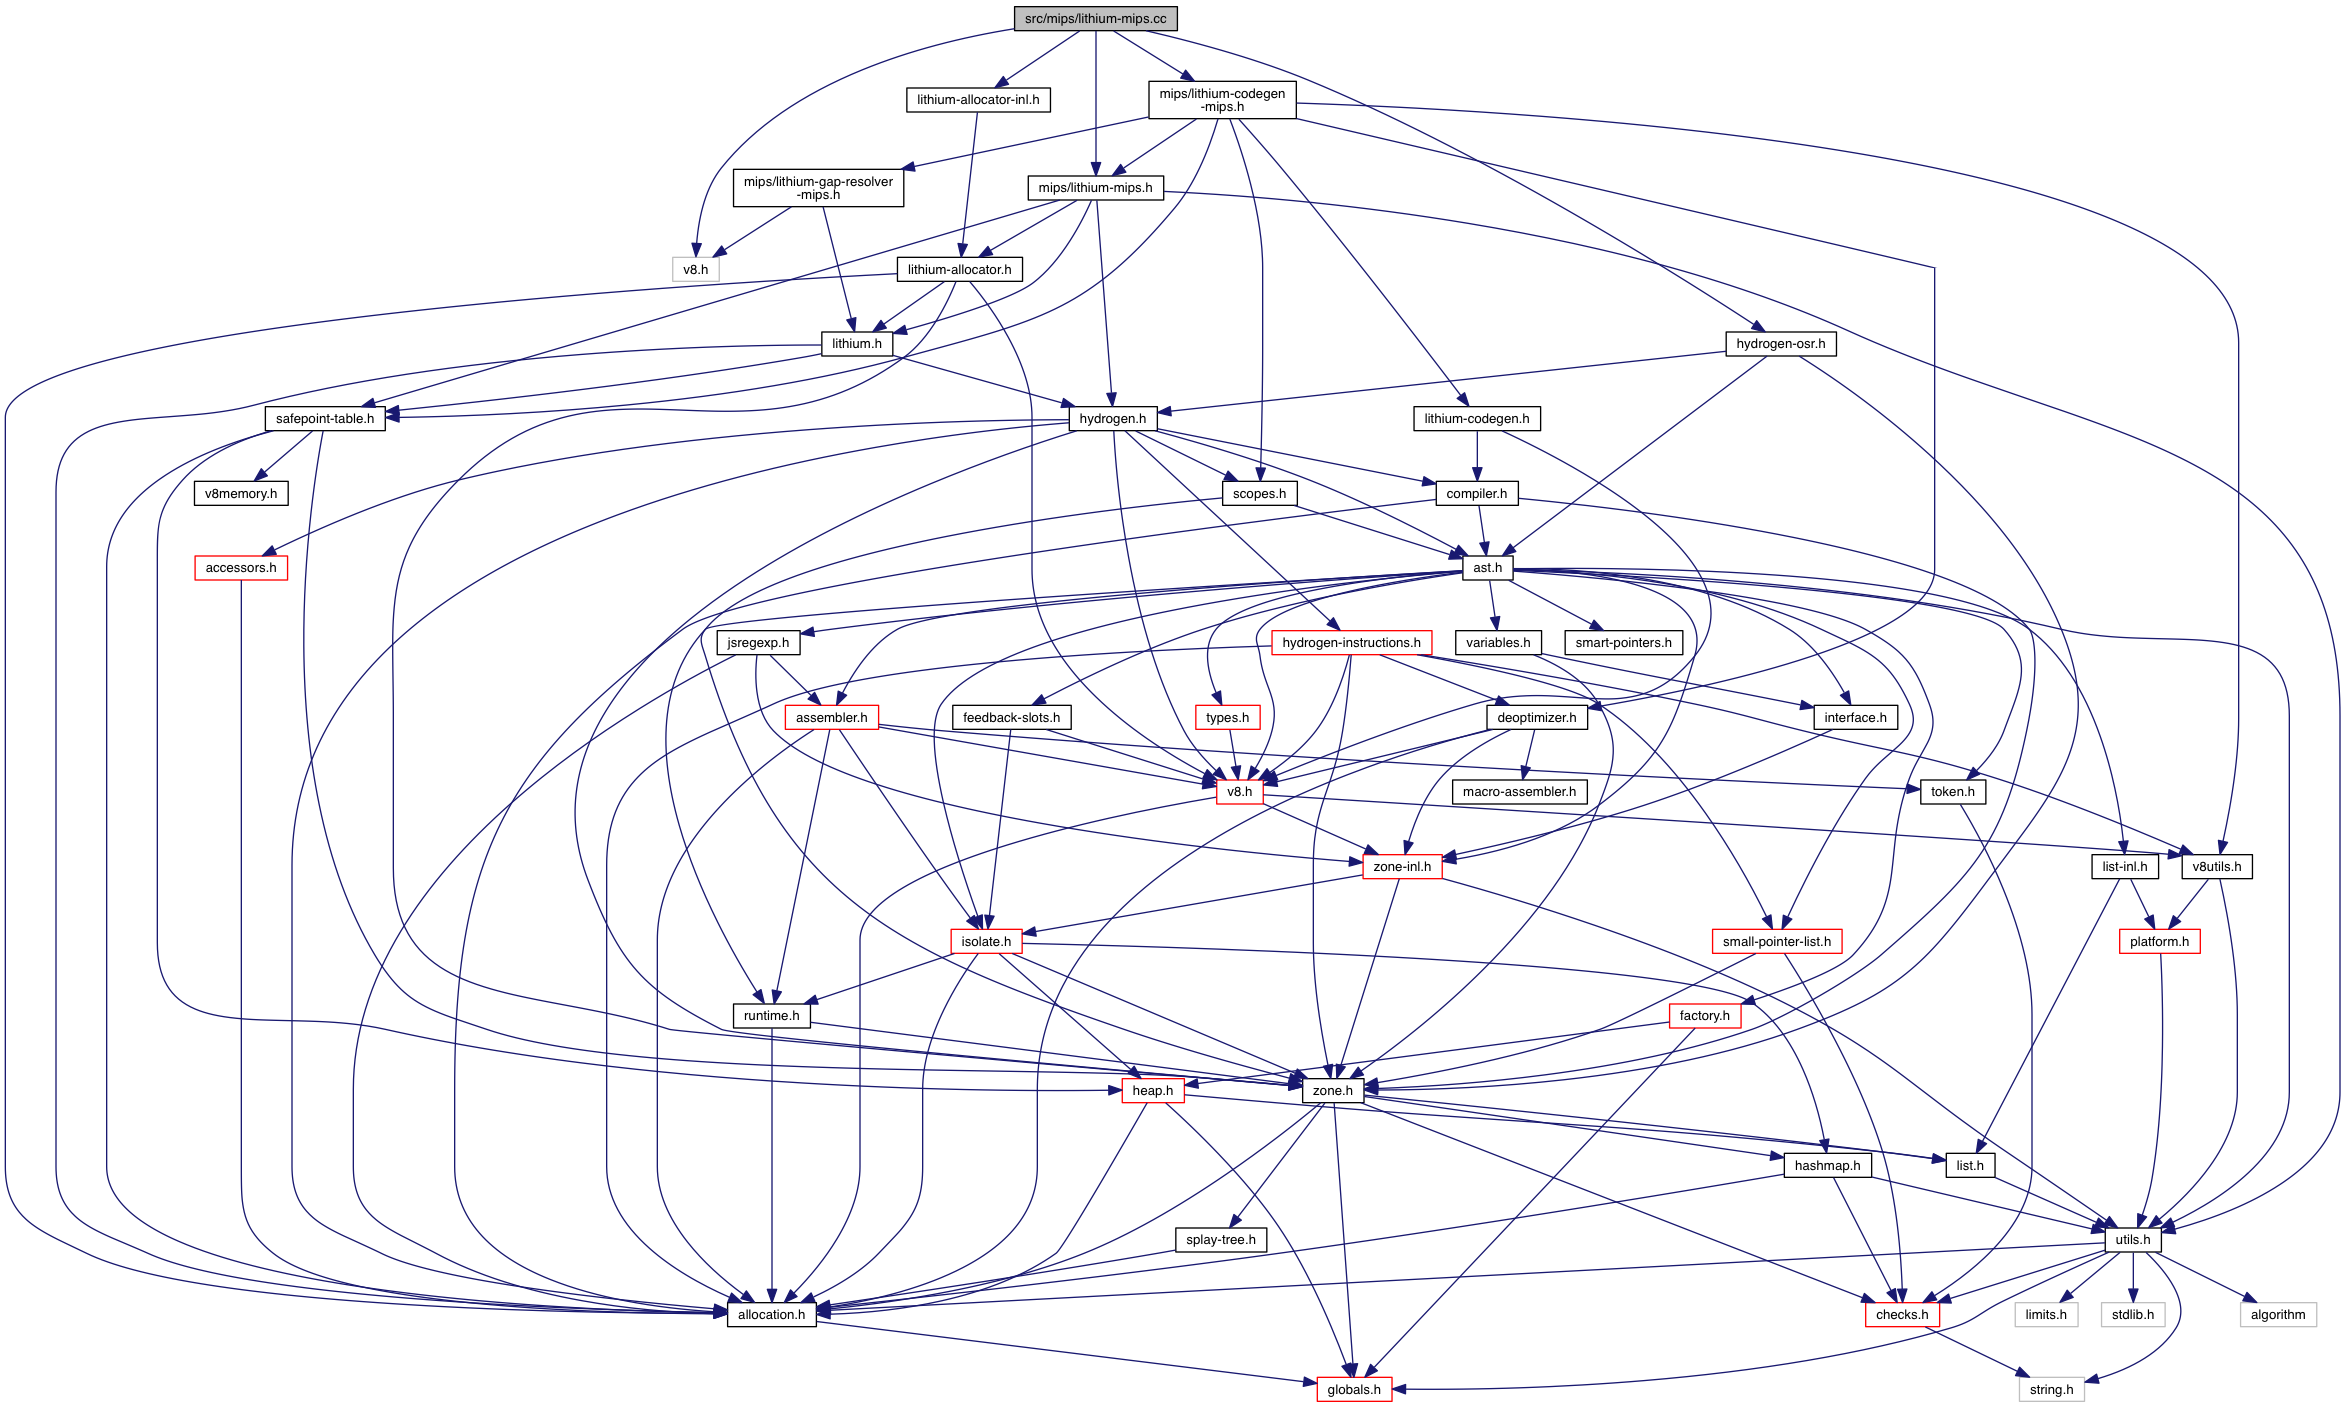 src/mips/lithium-mips.cc
lithium-allocator-inl.h
mips/lithium-codegen
-mips.h
mips/lithium-gap-resolver
-mips.h
mips/lithium-mips.h
v8.h
lithium-allocator.h
lithium.h
hydrogen-osr.h
safepoint-table.h
hydrogen.h
lithium-codegen.h
v8memory.h
scopes.h
compiler.h
accessors.h
ast.h
jsregexp.h
hydrogen-instructions.h
variables.h
smart-pointers.h
assembler.h
feedback-slots.h
types.h
deoptimizer.h
interface.h
v8.h
macro-assembler.h
token.h
zone-inl.h
list-inl.h
v8utils.h
isolate.h
small-pointer-list.h
platform.h
runtime.h
factory.h
heap.h
zone.h
hashmap.h
list.h
splay-tree.h
utils.h
allocation.h
checks.h
limits.h
stdlib.h
algorithm
globals.h
string.h